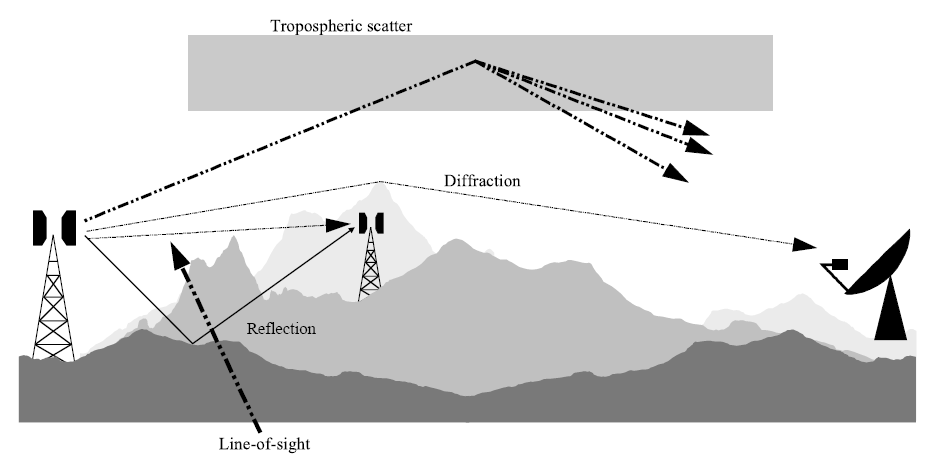 Tropospheric scatter
Diffraction
Reflection
Line-of-sight